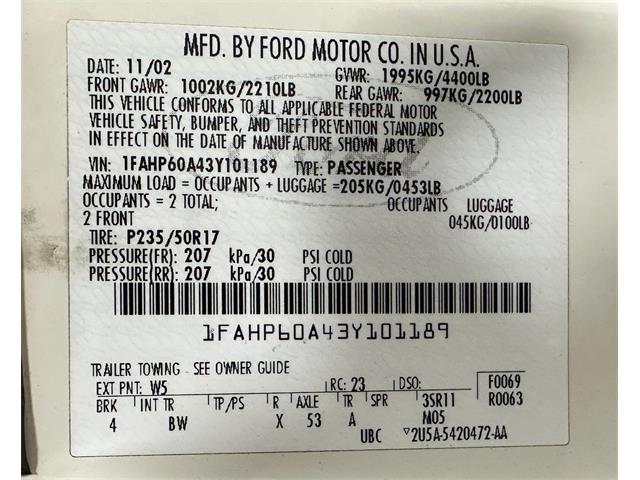 MFD. BY FORD MOTOR CO. IN U.S.A.
DATE: 11/02 GVWR: 1995KG/4400LB
FRONT GAWR: 1002KG/2210LB REAR GAWR: 997KG/2200LB
THIS VEHICLE CONFORMS TO ALL APPLICABLE FEDERAL MOTOR
VEHICLE SAFETY, BUMPER, AND THEFT PREVENTION STANDARDS
IN EFFECT ON THE DATE OF MANUFACTURE SHOWN ABOVE.
VIN: 1FAHP60A43Y101189 TYPE: PASSENGER
MAXIMUM LOAD = OCCUPANTS + LUGGAGE = 205KG/0453LB
OCCUPANTS = 2 TOTAL; OCCUPANTS LUGGAGE
2 FRONT 045KG/0100LB
TIRE: P235/50R17
PRESSURE(FR): 207 kPa/30 PSI COLD
PRESSURE(RR): 207 kPa/30 PSI COLD
1FAHP60A43Y101189
TRAILER TOWING - SEE OWNER GUIDE
EXT PNT: W5 RC: 23 DSO: F0069
BRK INT TR TP/PS R AXLE TR SPR 3SR11 R0063
4 BW X 53 A M05
UBC 2U5A-5420472-AA